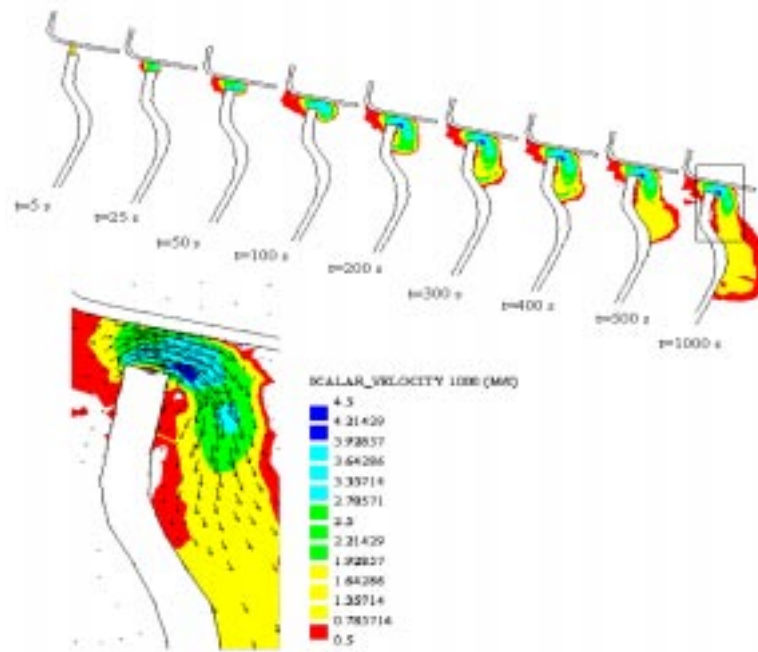 t=5 s
t=25 s
t=50 s
t=100 s
t=200 s
t=300 s
t=400 s
t=500 s
t=1000 s
SCALAR_VELOCITY 1000 (M/S)
4.5
4.21429
3.92857
3.64286
3.35714
2.78571
2.5
2.21429
1.92857
1.64286
1.35714
0.785714
0.5